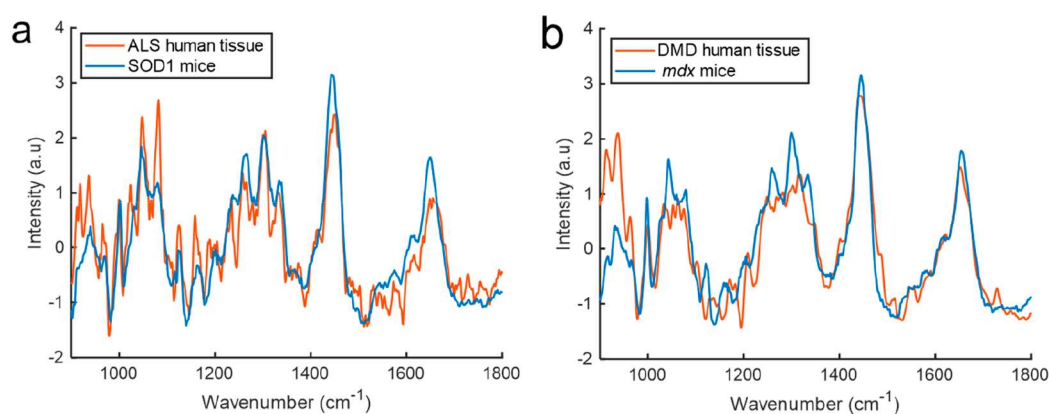 a
ALS human tissue
SOD1 mice
Intensity (a.u)
4
3
2
1
0
-1
-2
1000 1200 1400 1600 1800
Wavenumber (cm⁻¹)
b
DMD human tissue
mdx mice
Intensity (a.u)
4
3
2
1
0
-1
-2
1000 1200 1400 1600 1800
Wavenumber (cm⁻¹)